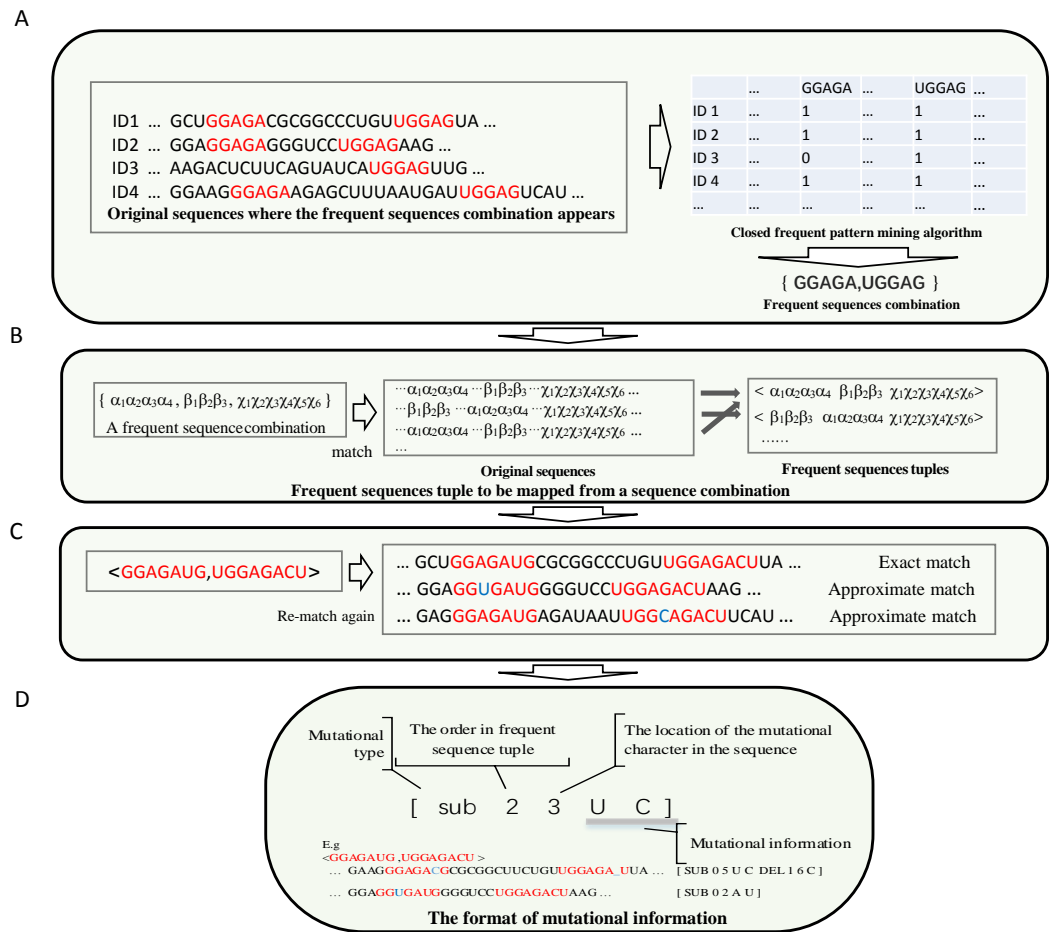 A
ID1 ... GCUGGAGACGCGGCCCUGUUGGAGUA ...
ID2 ... GGAGGAGAGGGUCCUGGAGAAG ...
ID3 ... AAGACUCUUCAGUAUCAUGGAGUUG ...
ID4 ... GGAAGGGAGAAGAGCUUUAAUGAUUGGAGUCAU ...
Original sequences where the frequent sequences combination appears
... GGAGA ... UGGAG ...
ID 1 ... 1 ... 1 ...
ID 2 ... 1 ... 1 ...
ID 3 ... 0 ... 1 ...
ID 4 ... 1 ... 1 ...
... ... ... ... ... ...
Closed frequent pattern mining algorithm
{ GGAGA,UGGAG }
Frequent sequences combination
B
{ α₁α₂α₃α₄ , β₁β₂β₃ , χ₁χ₂χ₃χ₄χ₅χ₆ }
A frequent sequence combination
match
···α₁α₂α₃α₄ ···β₁β₂β₃ ···χ₁χ₂χ₃χ₄χ₅χ₆ ...
···β₁β₂β₃ ···α₁α₂α₃α₄ ···χ₁χ₂χ₃χ₄χ₅χ₆ ...
···α₁α₂α₃α₄ ···β₁β₂β₃ ···χ₁χ₂χ₃χ₄χ₅χ₆ ...
...
Original sequences
< α₁α₂α₃α₄ β₁β₂β₃ χ₁χ₂χ₃χ₄χ₅χ₆>
< β₁β₂β₃ α₁α₂α₃α₄ χ₁χ₂χ₃χ₄χ₅χ₆>
......
Frequent sequences tuples
Frequent sequences tuple to be mapped from a sequence combination
C
<GGAGAUG,UGGAGACU>
Re-match again
... GCUGGAGAUGCGCGGCCCUGUUGGAGACUUA ... Exact match
... GGAGGUGAUGGGGUCCUGGAGACUAAG ... Approximate match
... GAGGGAGAUGAGAUAAUUGGCAGACUUCAU ... Approximate match
D
Mutational type
The order in frequent sequence tuple
The location of the mutational character in the sequence
[ sub 2 3 U C ]
Mutational information
E.g
<GGAGAUG ,UGGAGACU >
... GAAGGGAGACGCGCGGCUUCUGUUGGAGA_UUA ... [ SUB 0 5 U C DEL 1 6 C ]
... GGAGGUGAUGGGGUCCUGGAGACUAAG ... [ SUB 0 2 A U ]
The format of mutational information